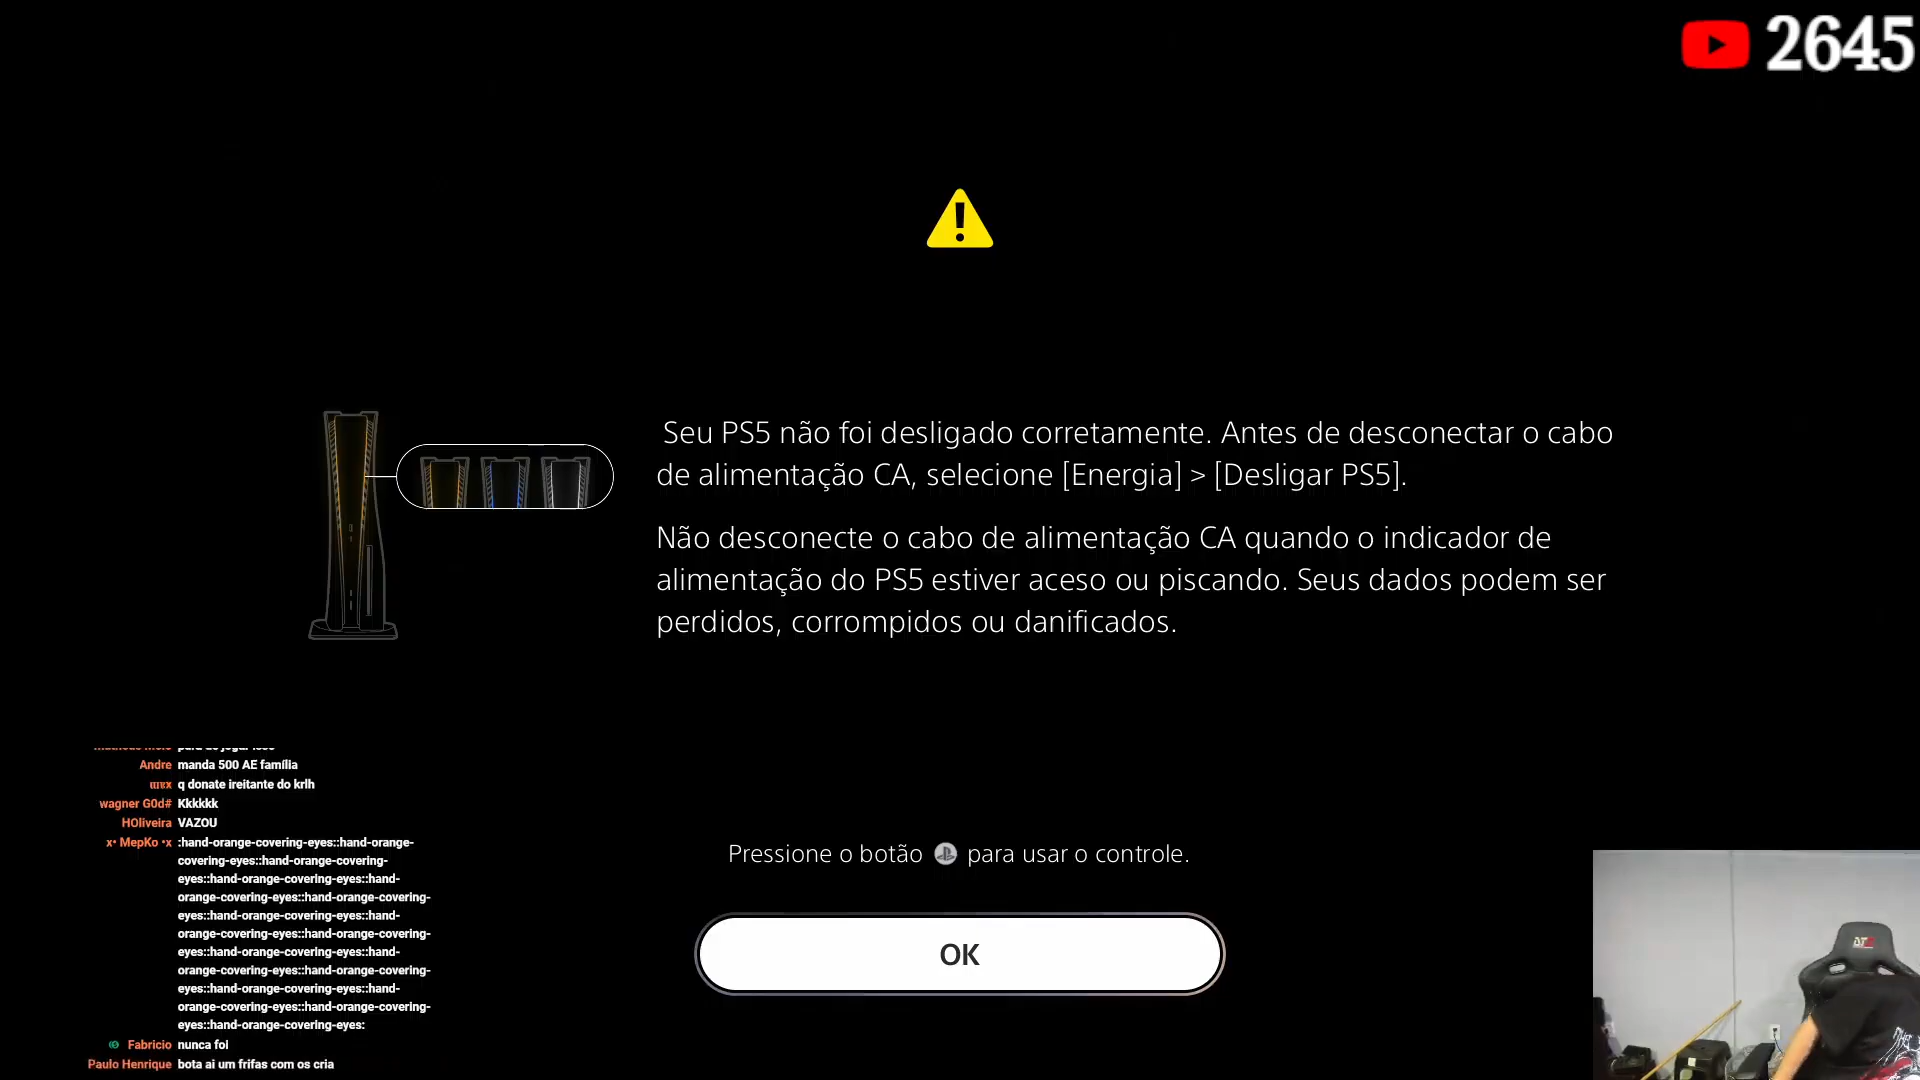 2645
Seu PS5 não foi desligado corretamente. Antes de desconectar o cabo
de alimentação CA, selecione [Energia] > [Desligar PS5].
Não desconecte o cabo de alimentação CA quando o indicador de
alimentação do PS5 estiver aceso ou piscando. Seus dados podem ser
perdidos, corrompidos ou danificados.
Pressione o botão para usar o controle.
OK
Andre manda 500 AE família
q donate ireitante do krlh
wagner G0d# Kkkkkk
HOliveira VAZOU
x• MepKo •x :hand-orange-covering-eyes::hand-orange-
covering-eyes::hand-orange-covering-
eyes::hand-orange-covering-eyes::hand-
orange-covering-eyes::hand-orange-covering-
eyes::hand-orange-covering-eyes::hand-
orange-covering-eyes::hand-orange-covering-
eyes::hand-orange-covering-eyes::hand-
orange-covering-eyes::hand-orange-covering-
eyes::hand-orange-covering-eyes::hand-
orange-covering-eyes::hand-orange-covering-
eyes::hand-orange-covering-eyes:
Fabricio nunca foi
Paulo Henrique bota ai um frifas com os cria